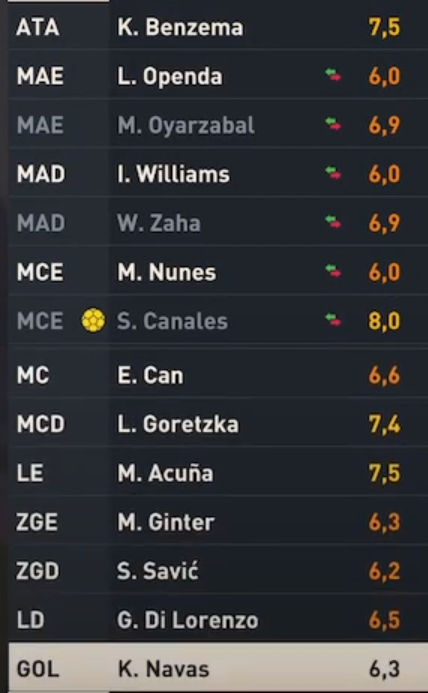 ATA K. Benzema 7,5
MAE L. Openda 6,0
MAE M. Oyarzabal 6,9
MAD I. Williams 6,0
MAD W. Zaha 6,9
MCE M. Nunes 6,0
MCE S. Canales 8,0
MC E. Can 6,6
MCD L. Goretzka 7,4
LE M. Acuña 7,5
ZGE M. Ginter 6,3
ZGD S. Savić 6,2
LD G. Di Lorenzo 6,5
GOL K. Navas 6,3